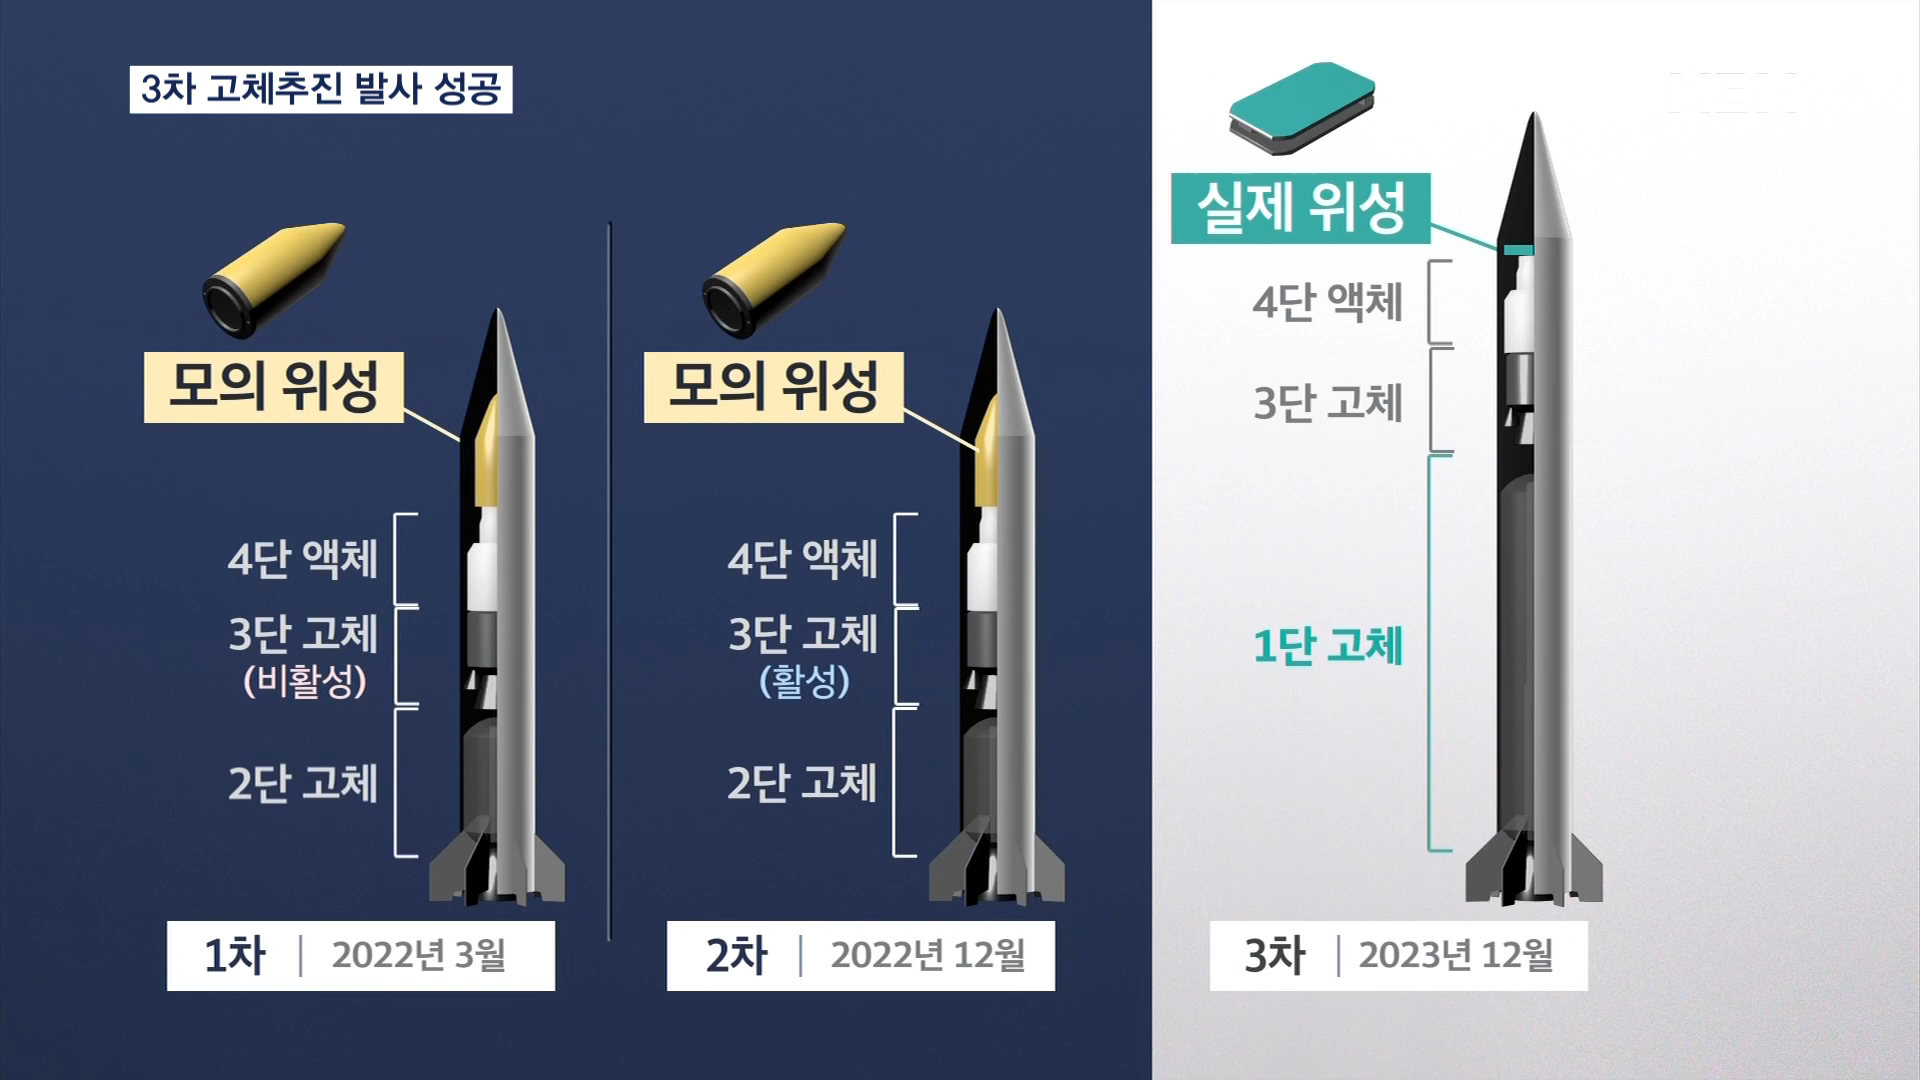 3차 고체추진 발사 성공
모의 위성
4단 액체
3단 고체
(비활성)
2단 고체
1차 | 2022년 3월
모의 위성
4단 액체
3단 고체
(활성)
2단 고체
2차 | 2022년 12월
실제 위성
4단 액체
3단 고체
1단 고체
3차 | 2023년 12월